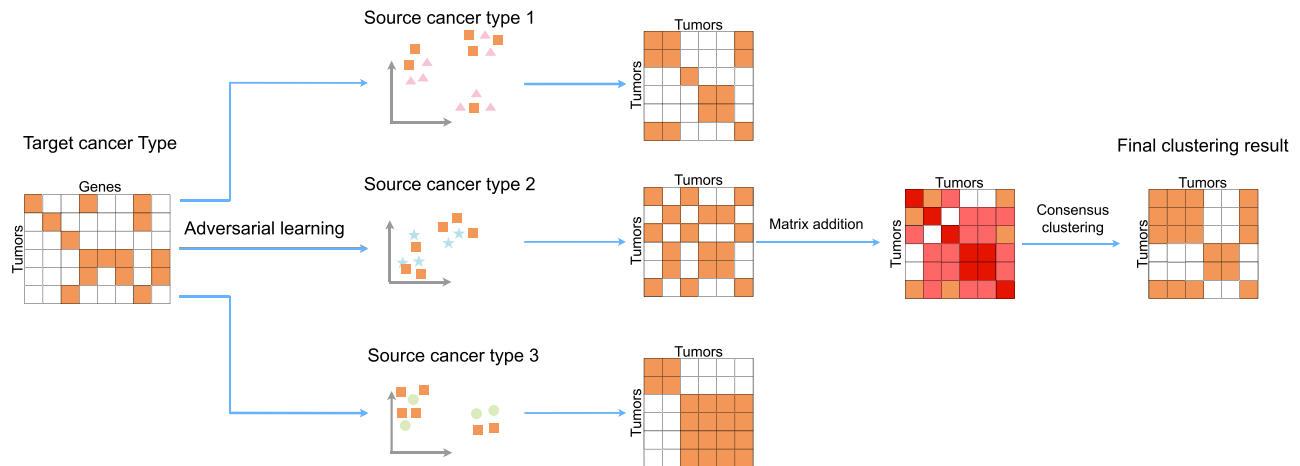 Target cancer Type
Genes
Tumors
Adversarial learning
Source cancer type 1
Tumors
Tumors
Source cancer type 2
Tumors
Tumors
Source cancer type 3
Tumors
Tumors
Matrix addition
Tumors
Tumors
Consensus
clustering
Final clustering result
Tumors
Tumors